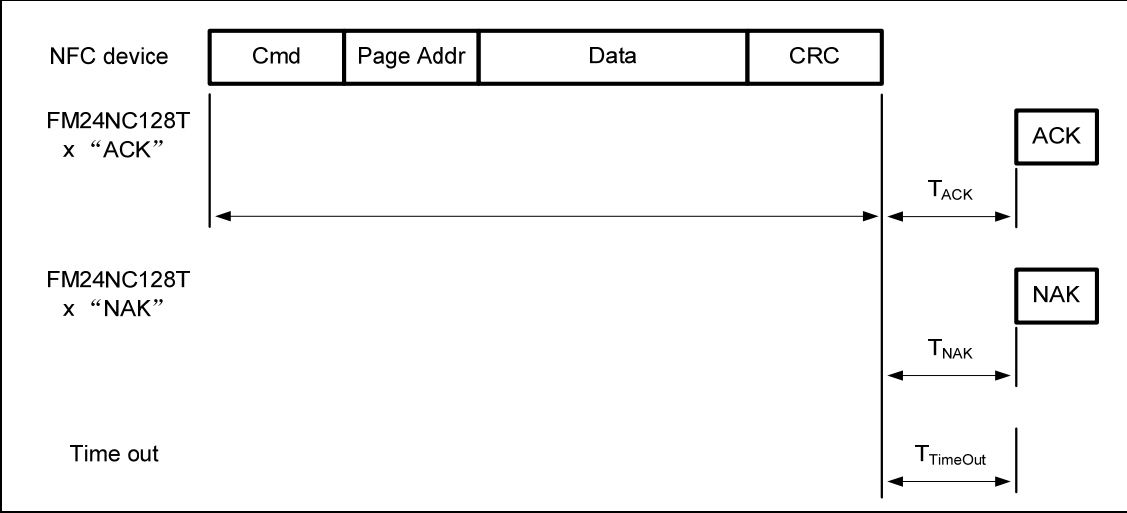 NFC device Cmd Page Addr Data CRC
FM24NC128T
x “ACK”
ACK
TACK
FM24NC128T
x “NAK”
NAK
TNAK
Time out
TTimeOut